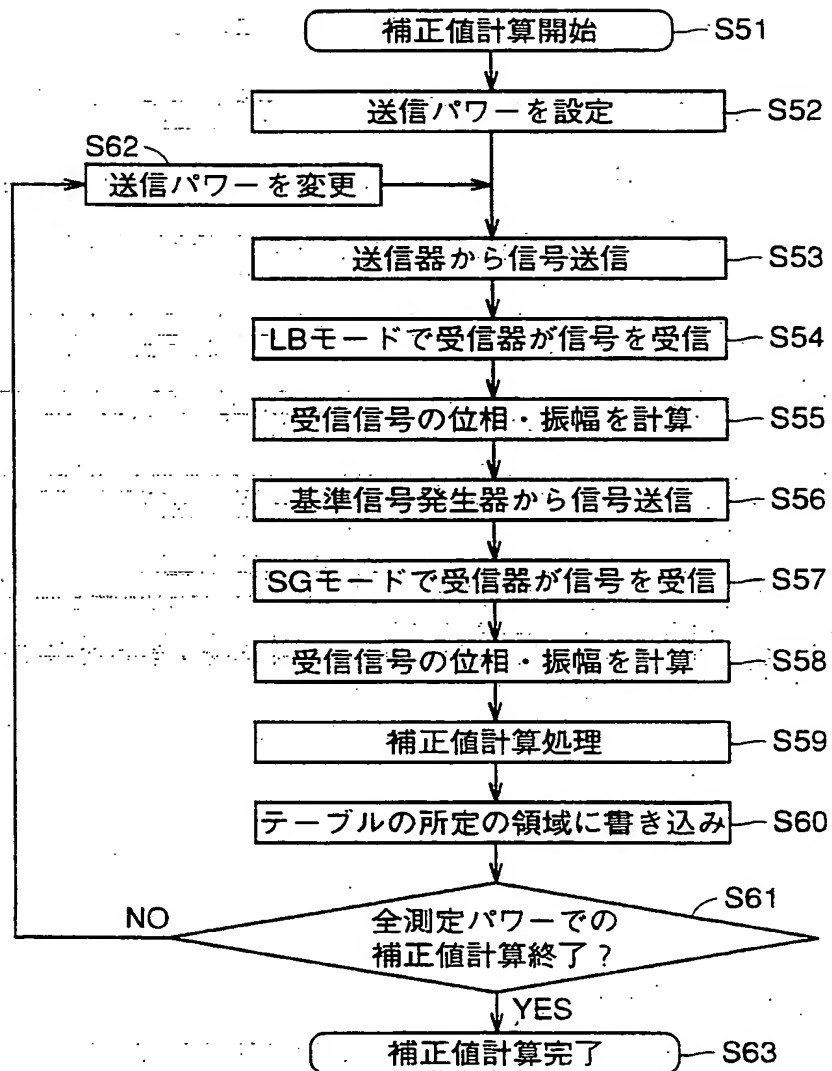 補正値計算開始 S51
送信パワーを設定 S52
S62
送信パワーを変更
送信器から信号送信 S53
LBモードで受信器が信号を受信 S54
受信信号の位相・振幅を計算 S55
基準信号発生器から信号送信 S56
SGモードで受信器が信号を受信 S57
受信信号の位相・振幅を計算 S58
補正値計算処理 S59
テーブルの所定の領域に書き込み S60
S61
NO
全測定パワーでの
補正値計算終了?
YES
補正値計算完了 S63